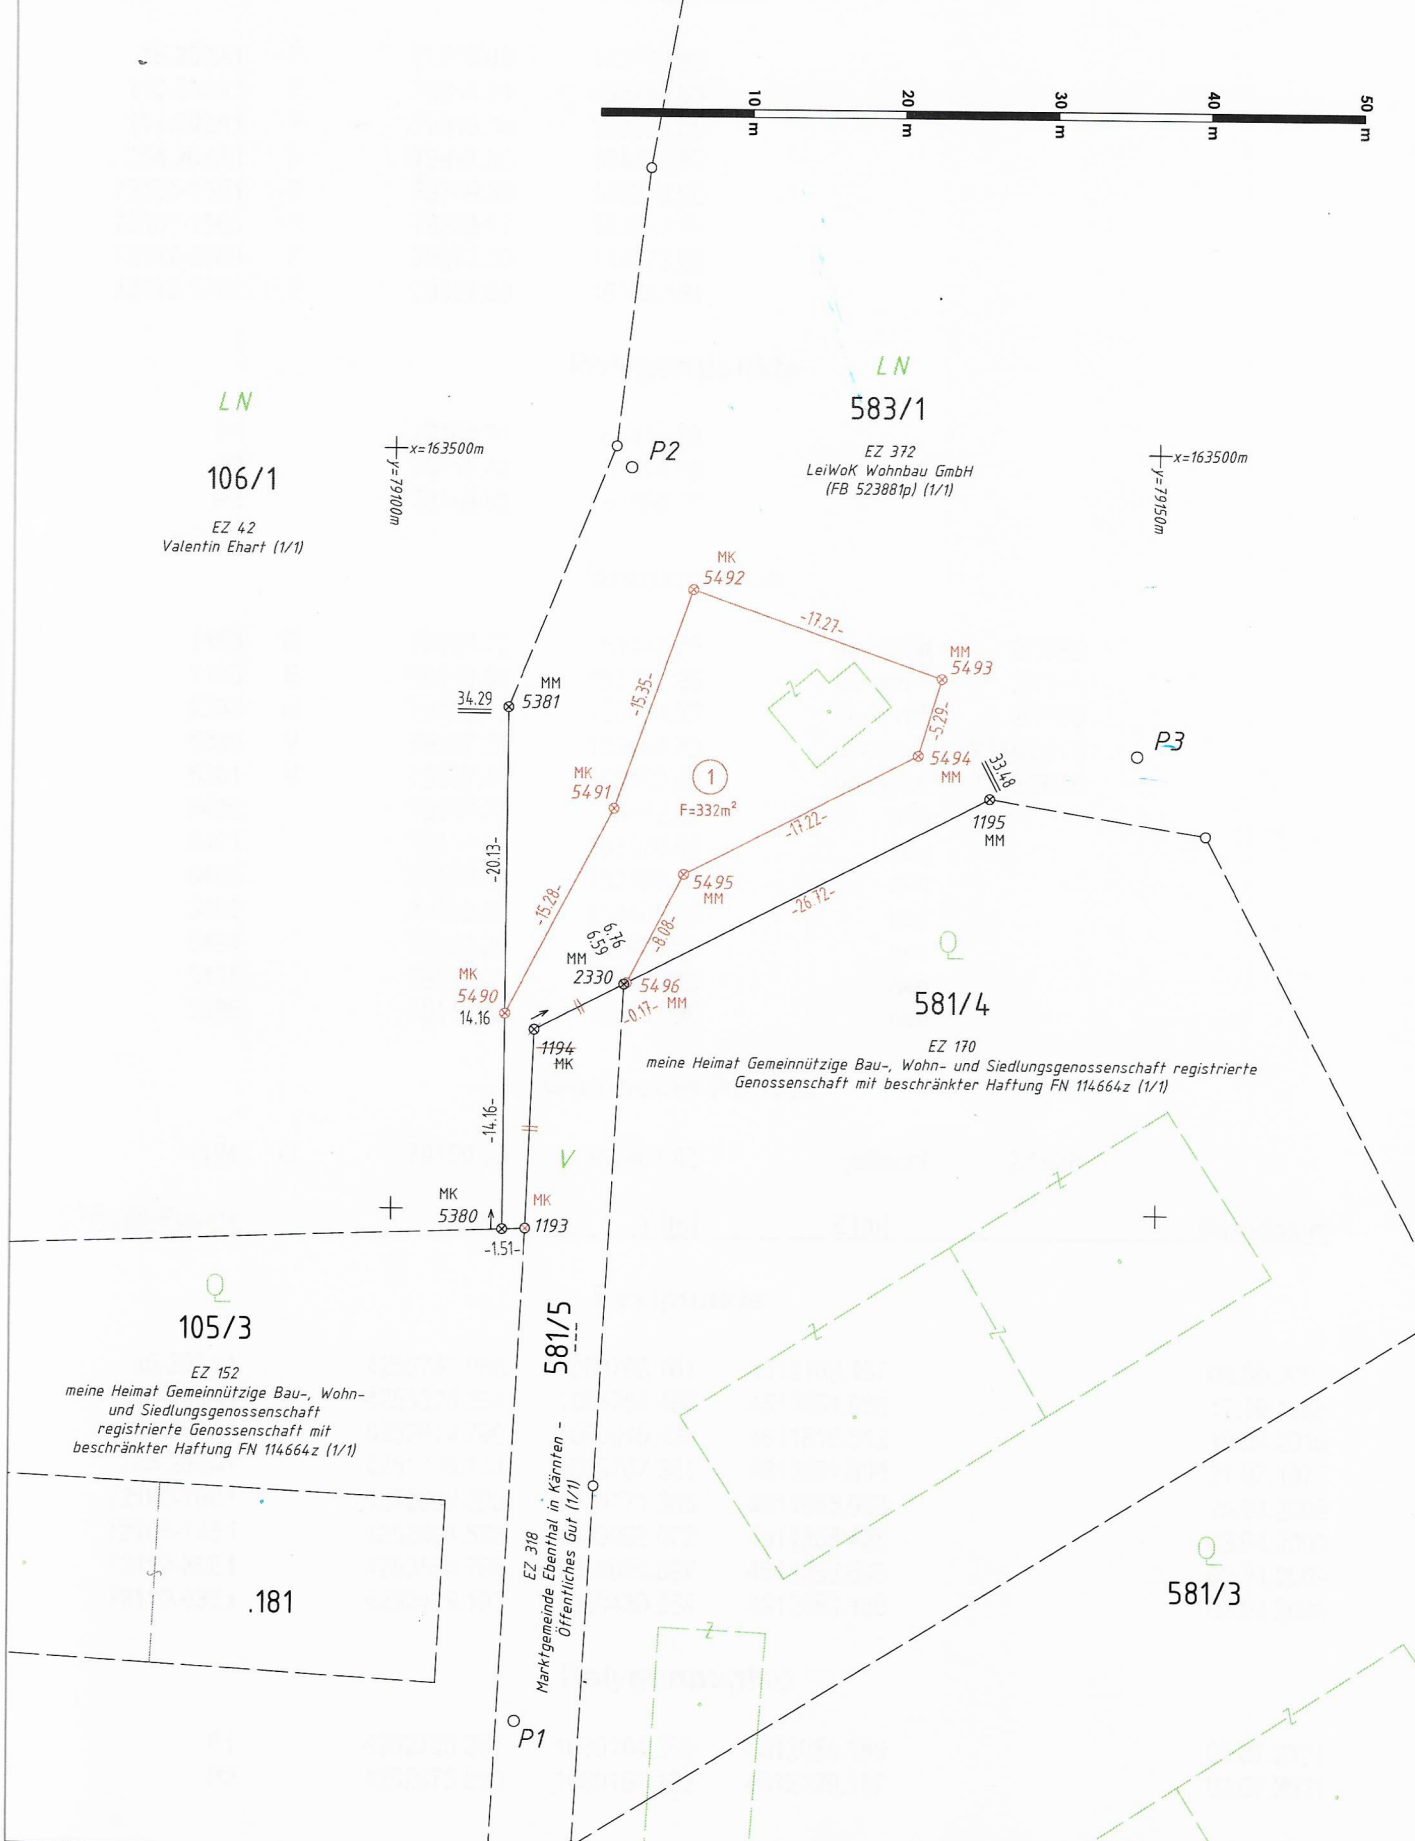 10 m
20 m
30 m
40 m
50 m
LN
583/1
EZ 372
LeiWoK Wohnbau GmbH
(FB 523881p) (1/1)
LN
106/1
EZ 42
Valentin Ehart (1/1)
x=163500m
y=79100m
P2
x=163500m
y=79150m
MK
5492
-17.27-
MM
5493
-15.35-
-5.29-
34.29
MM
5381
5494
MM
P3
33.48
1195
MM
MK
5491
1
F=332m²
-17.22-
-20.13-
-15.28-
5495
MM
-26.72-
-8.08-
6.76
6.59
MM
2330
5496
MM
-0.17-
MK
5490
14.16
1194
MK
581/4
EZ 170
meine Heimat Gemeinnützige Bau-, Wohn- und Siedlungsgenossenschaft registrierte
Genossenschaft mit beschränkter Haftung FN 114664z (1/1)
-14.16-
V
MK
5380
MK
1193
-1.51-
105/3
EZ 152
meine Heimat Gemeinnützige Bau-, Wohn-
und Siedlungsgenossenschaft
registrierte Genossenschaft mit
beschränkter Haftung FN 114664z (1/1)
581/5
EZ 318
Marktgemeinde Ebenthal in Kärnten -
Öffentliches Gut (1/1)
.181
581/3
P1